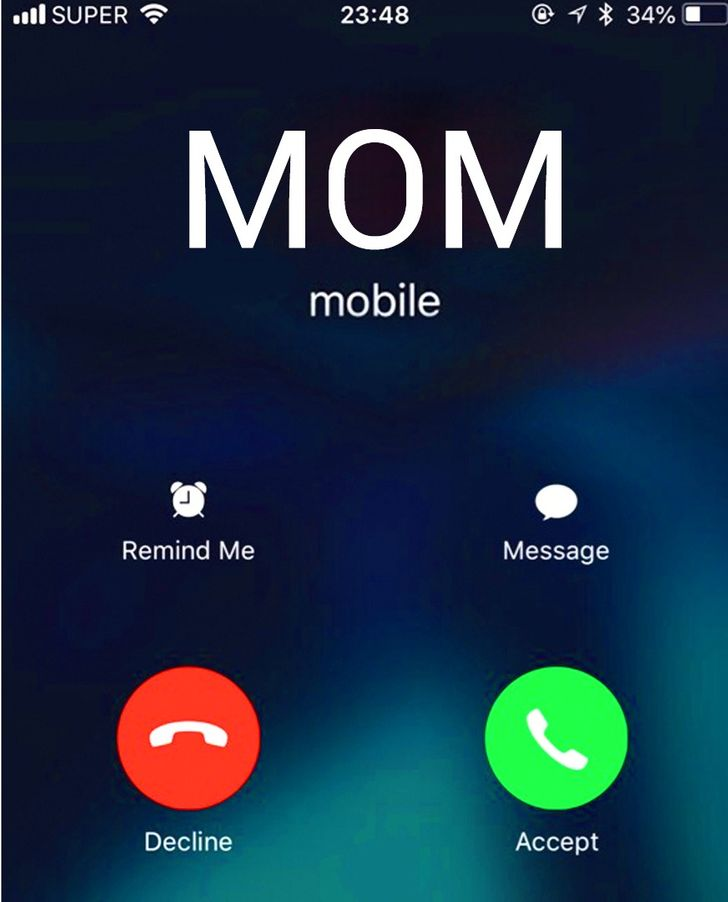 SUPER 23:48 34%
MOM
mobile
Remind Me Message
Decline Accept